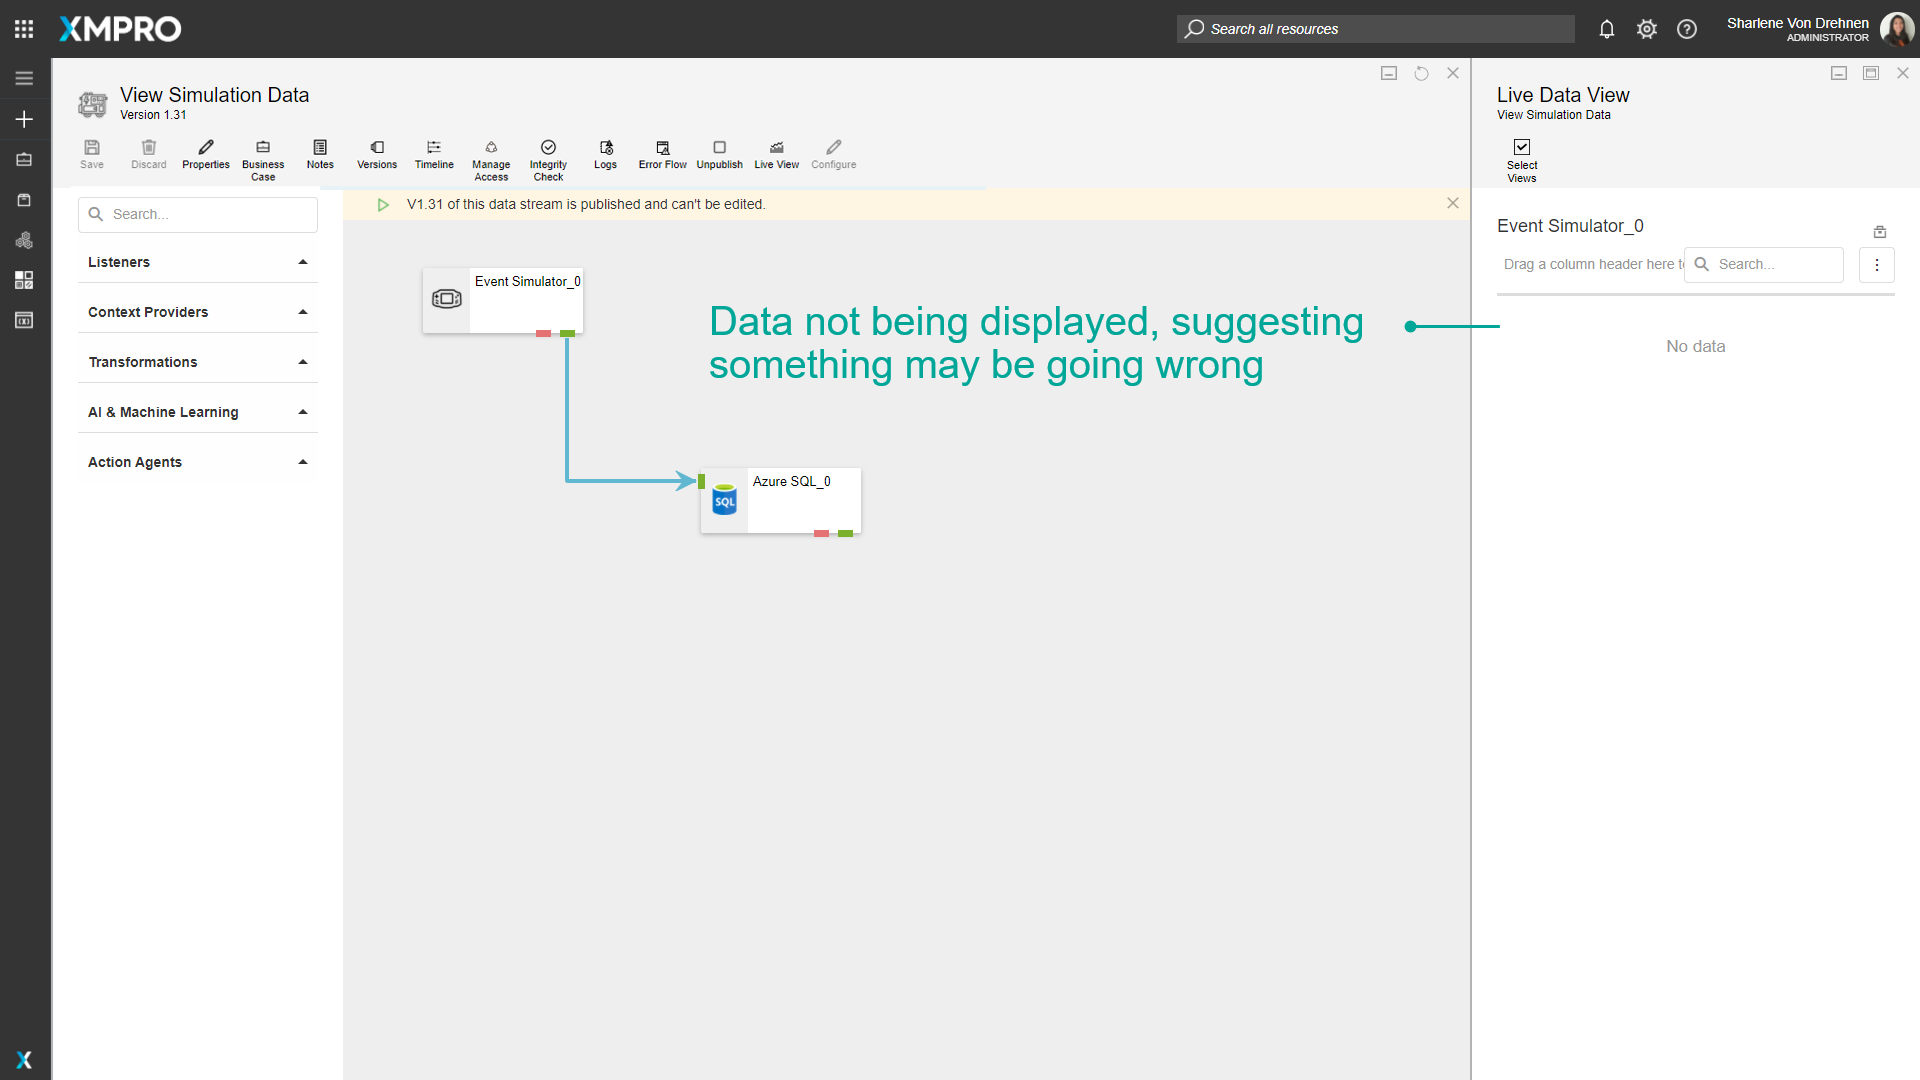 XMPRO
Search all resources
Sharlene Von Drehnen
ADMINISTRATOR
View Simulation Data
Version 1.31
Save
Discard
Properties
Business
Case
Notes
Versions
Timeline
Manage
Access
Integrity
Check
Logs
Error Flow
Unpublish
Live View
Configure
Search...
Listeners
Context Providers
Transformations
AI & Machine Learning
Action Agents
V1.31 of this data stream is published and can't be edited.
Event Simulator_0
Data not being displayed, suggesting
something may be going wrong
SQL
Azure SQL_0
Live Data View
View Simulation Data
Select
Views
Event Simulator_0
Drag a column header here t
Search...
No data